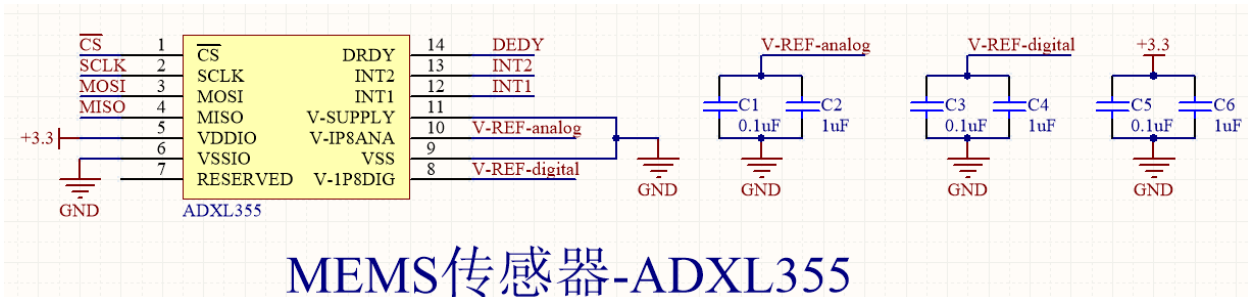 CS 1 CS DRDY 14 DEDY
SCLK 2 SCLK INT2 13 INT2
MOSI 3 MOSI INT1 12 INT1
MISO 4 MISO V-SUPPLY 11
+3.3 5 VDDIO V-IP8ANA 10 V-REF-analog
6 VSSIO VSS 9
7 RESERVED V-1P8DIG 8 V-REF-digital
GND
ADXL355
GND
V-REF-analog
C1 C2
0.1uF 1uF
GND
V-REF-digital
C3 C4
0.1uF 1uF
GND
+3.3
C5 C6
0.1uF 1uF
GND
MEMS传感器-ADXL355